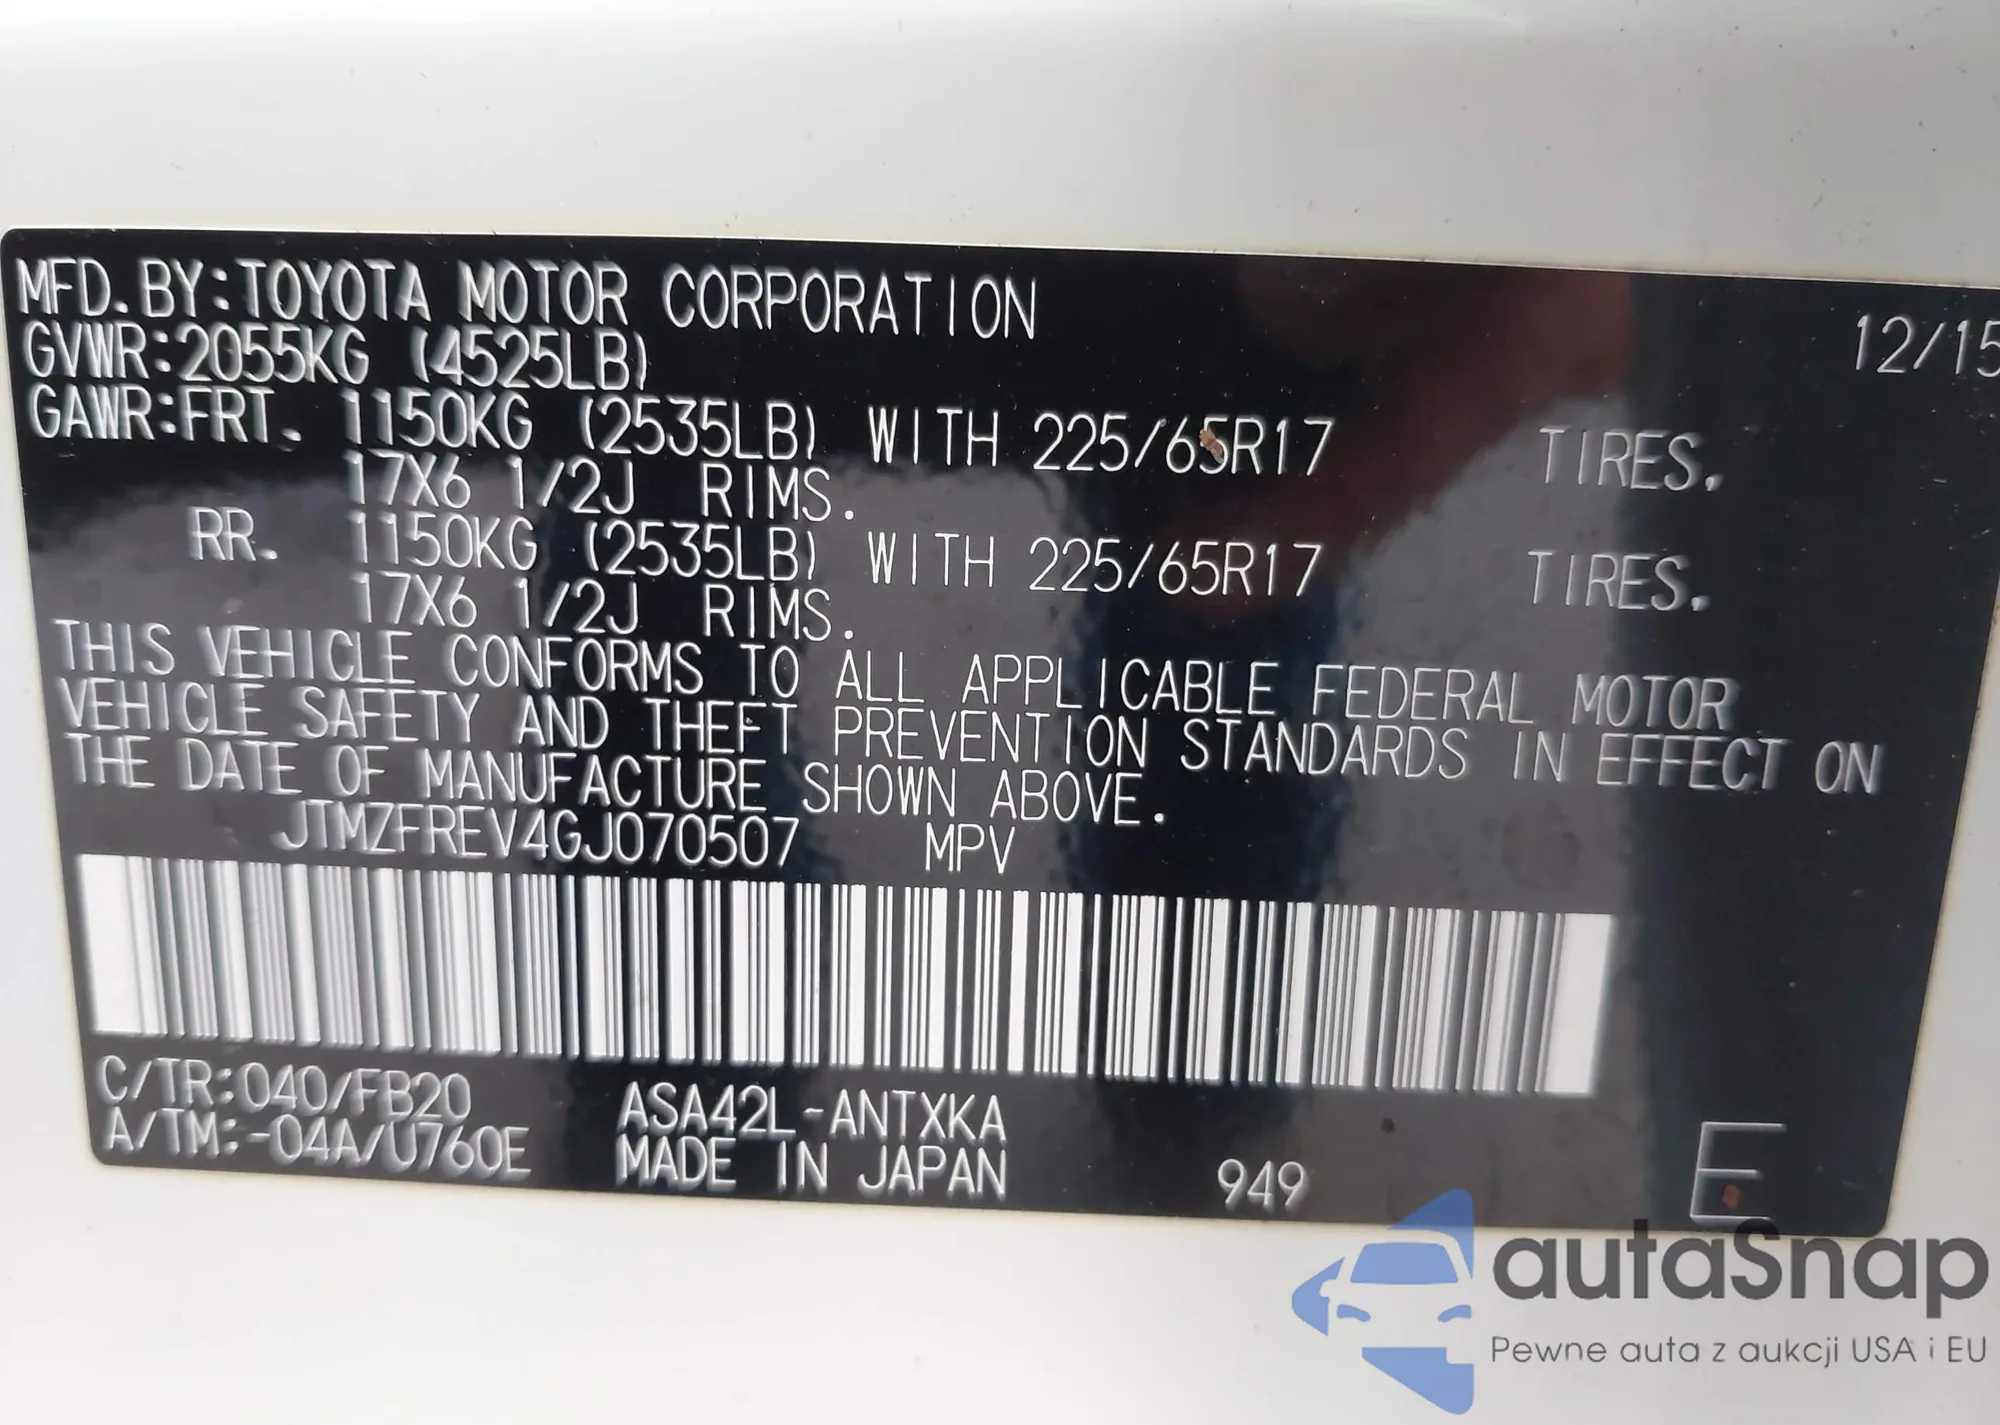 MFD. BY:TOYOTA MOTOR CORPORATION 12/15
GVWR:2055KG (4525LB)
GAWR:FRT. 1150KG (2535LB) WITH 225/65R17 TIRES.
17X6 1/2J RIMS.
RR. 1150KG (2535LB) WITH 225/65R17 TIRES.
17X6 1/2J RIMS.
THIS VEHICLE CONFORMS TO ALL APPLICABLE FEDERAL MOTOR
VEHICLE SAFETY AND THEFT PREVENTION STANDARDS IN EFFECT ON
THE DATE OF MANUFACTURE SHOWN ABOVE.
JTMZFREV4GJ070507 MPV
C/TR:040/FB20 ASA42L-ANTXKA
A/TM:-04A/U760E MADE IN JAPAN 949 E
autoSnap
Pewne auta z aukcji USA i EU